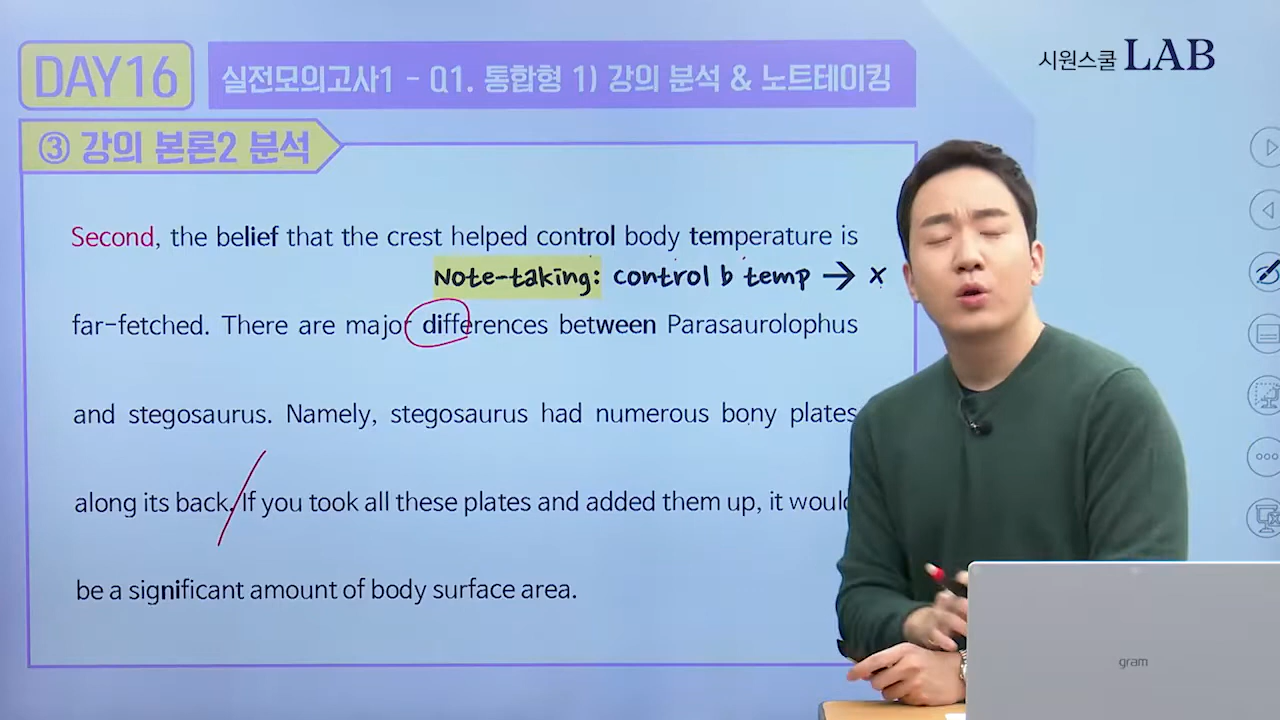 시원스쿨 LAB
DAY16
실전모의고사1 - Q1. 통합형 1) 강의 분석 & 노트테이킹
③ 강의 본론2 분석
Second, the belief that the crest helped control body temperature is
Note-taking: control b temp → x
far-fetched. There are major differences between Parasaurolophus
and stegosaurus. Namely, stegosaurus had numerous bony plates
along its back. If you took all these plates and added them up, it would
be a significant amount of body surface area.
gram